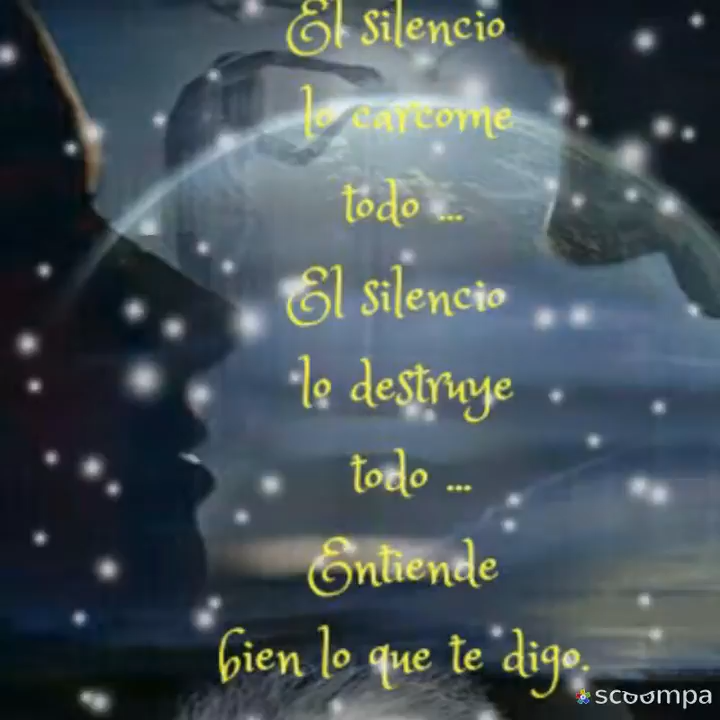 El silencio
lo carcome
todo ...
El silencio
lo destruye
todo ...
Entiende
bien lo que te digo.
scoompa